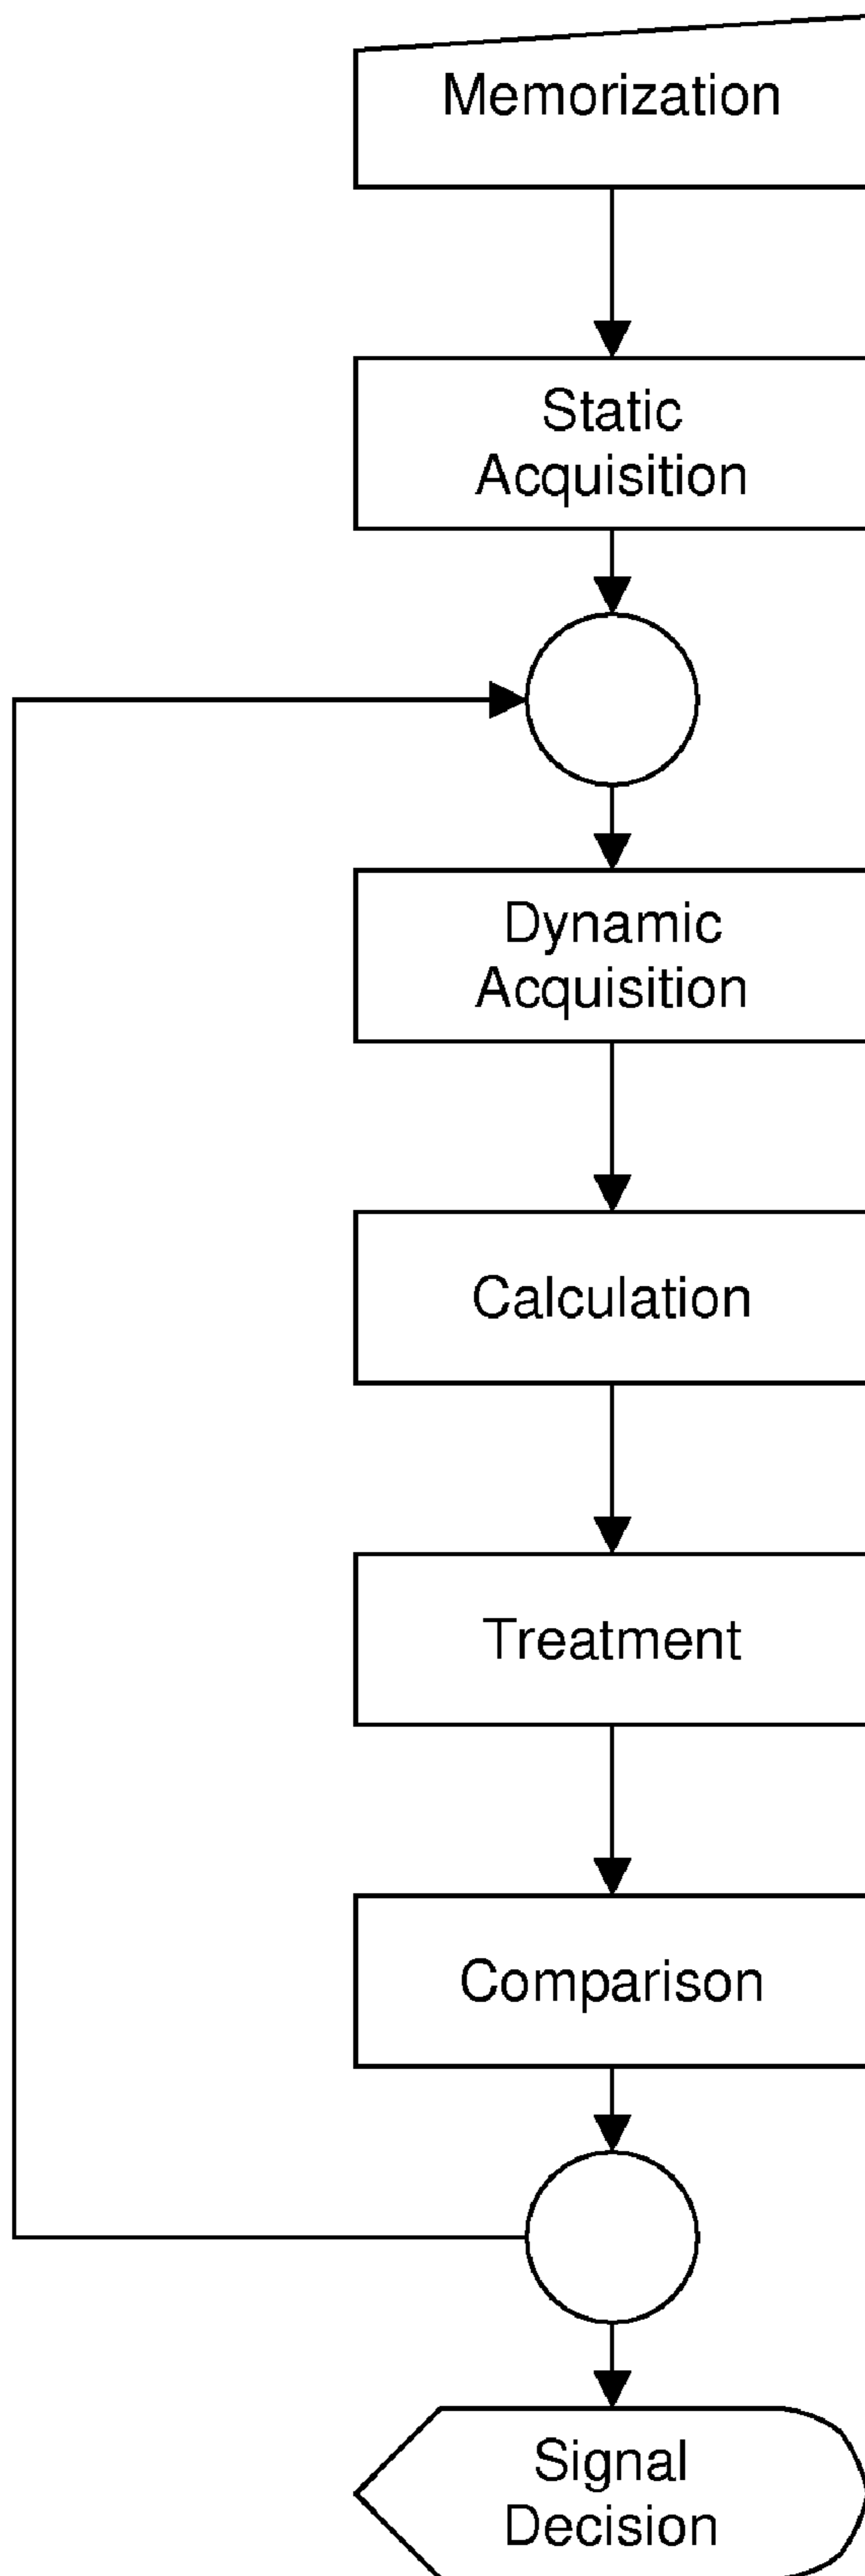 Memorization
Static
Acquisition
Dynamic
Acquisition
Calculation
Treatment
Comparison
Signal
Decision